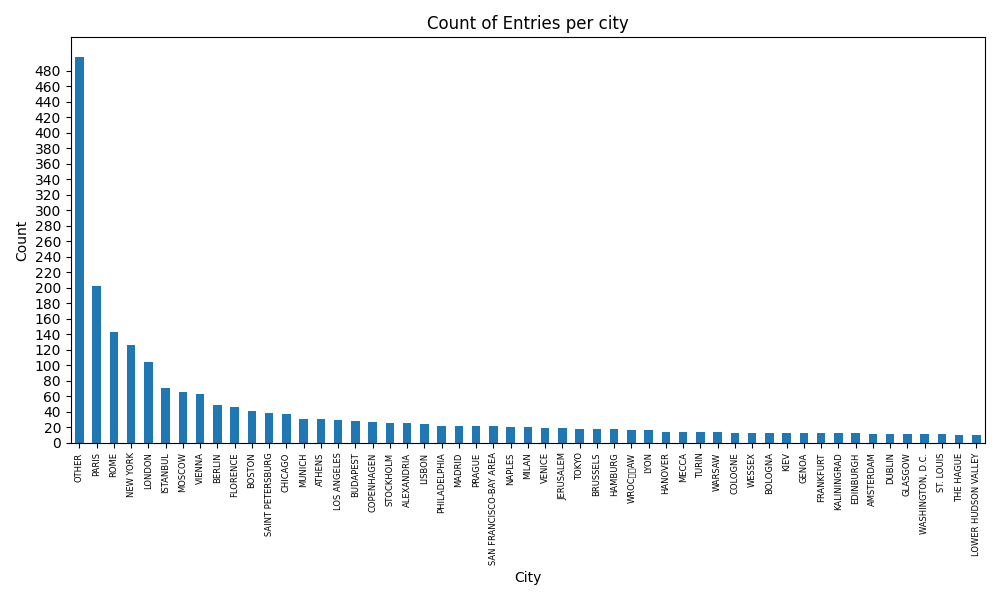 Count of Entries per city
480
460
440
420
400
380
360
340
320
300
280
260
240
220
200
180
160
140
120
100
80
60
40
20
0
Count
OTHER
PARIS
ROME
NEW YORK
LONDON
ISTANBUL
MOSCOW
VIENNA
BERLIN
FLORENCE
BOSTON
SAINT PETERSBURG
CHICAGO
MUNICH
ATHENS
LOS ANGELES
BUDAPEST
COPENHAGEN
STOCKHOLM
ALEXANDRIA
LISBON
PHILADELPHIA
MADRID
PRAGUE
SAN FRANCISCO-BAY AREA
NAPLES
MILAN
VENICE
JERUSALEM
TOKYO
BRUSSELS
HAMBURG
WROC▯▯AW
LYON
HANOVER
MECCA
TURIN
WARSAW
COLOGNE
WESSEX
BOLOGNA
KIEV
GENOA
FRANKFURT
KALININGRAD
EDINBURGH
AMSTERDAM
DUBLIN
GLASGOW
WASHINGTON, D.C.
ST. LOUIS
THE HAGUE
LOWER HUDSON VALLEY
City